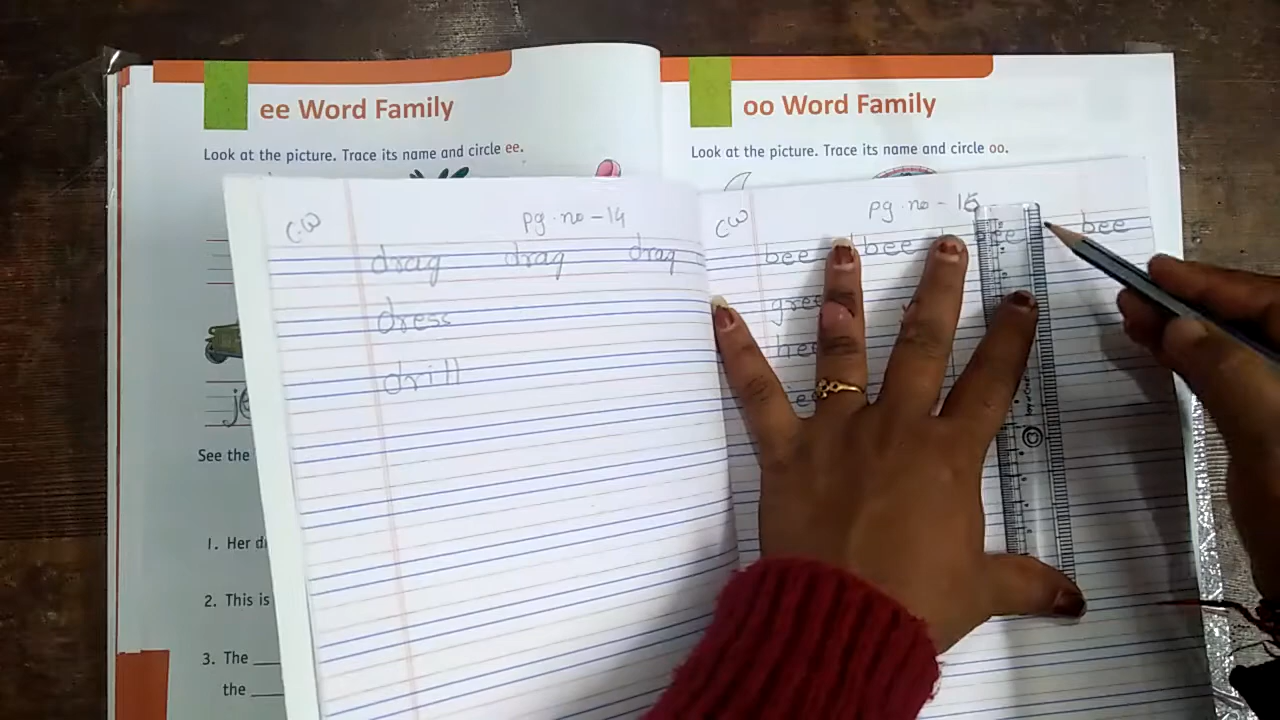 ee Word Family
Look at the picture. Trace its name and circle ee.
See the
1. Her
2. This is
3. The
the
oo Word Family
Look at the picture. Trace its name and circle oo.
C.W
pg.no-14
drag drag drag
dress
drill
CW
pg.no-15
bee bee bee